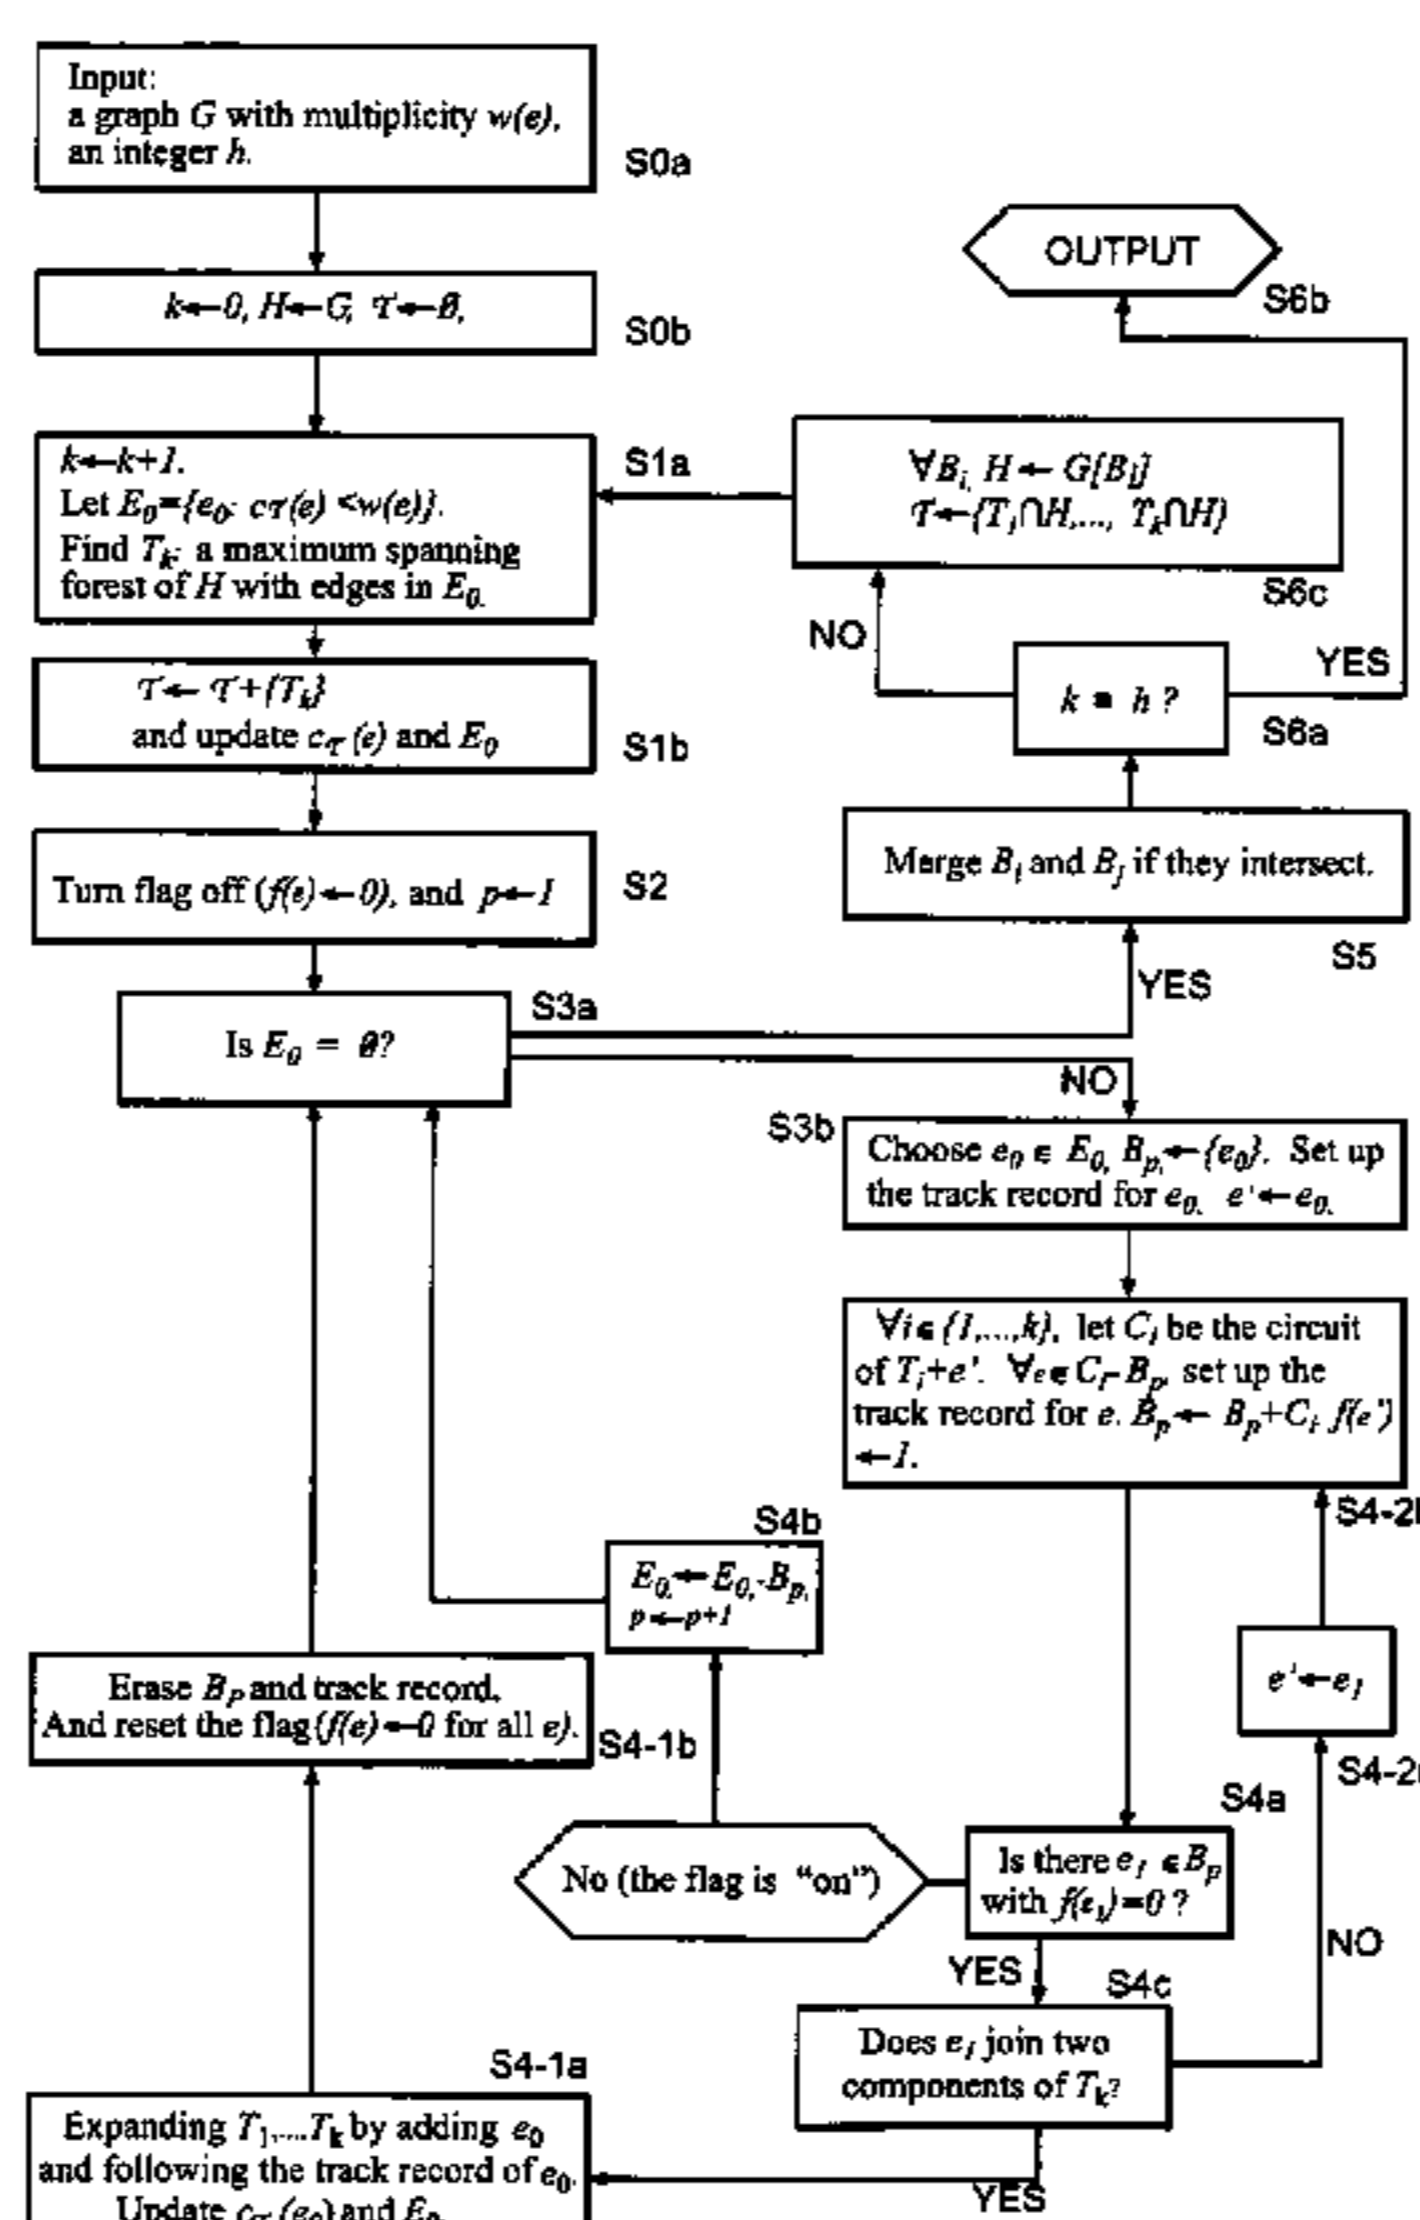 Input:
a graph G with multiplicity w(e),
an integer h.
S0a
k←0, H←G, 𝒯←∅,
S0b
k←k+1.
Let E₀={e₀: c𝒯(e) <w(e)}.
Find Tₖ: a maximum spanning
forest of H with edges in E₀.
S1a
𝒯← 𝒯+{Tₖ}
and update c𝒯(e) and E₀
S1b
Turn flag off (f(e)←0), and p←1
S2
Is E₀ = ∅?
S3a
OUTPUT
S6b
∀Bᵢ, H← G[Bᵢ]
𝒯←{T₁∩H,..., Tₖ∩H}
S6c
NO
YES
k = h ?
S6a
Merge Bᵢ and Bⱼ if they intersect.
S5
YES
NO
S3b
Choose e₀ ∈ E₀, Bₚ←{e₀}. Set up
the track record for e₀. e'←e₀.
∀i∈{1,...,k}, let Cᵢ be the circuit
of Tᵢ+e'. ∀e∈Cᵢ-Bₚ, set up the
track record for e. Bₚ← Bₚ+Cᵢ f(e')
←1.
S4b
E₀←E₀-Bₚ,
p←p+1
e'←e₁
Erase Bₚ and track record,
And reset the flag(f(e)←0 for all e).
S4-1b
S4a
No (the flag is "on")
Is there e₁ ∈Bₚ
with f(e₁)=0 ?
YES
NO
S4c
Does e₁ join two
components of Tₖ?
S4-1a
Expanding T₁,...Tₖ by adding e₀
and following the track record of e₀.
Update c𝒯(e₀) and E₀.
YES